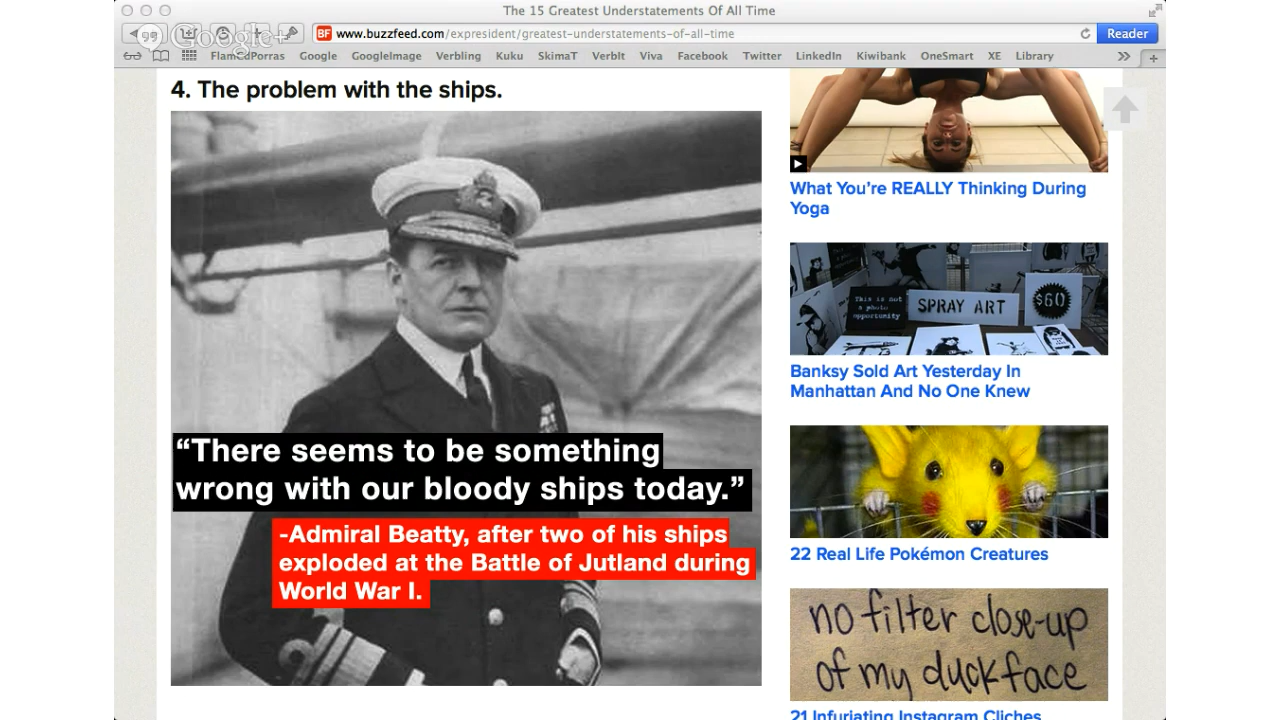 The 15 Greatest Understatements Of All Time
Google+
www.buzzfeed.com/expresident/greatest-understatements-of-all-time
Reader
FlamCdPorras Google GoogleImage Verbling Kuku SkimaT VerbIt Viva Facebook Twitter LinkedIn Kiwibank OneSmart XE Library
4. The problem with the ships.
“There seems to be something
wrong with our bloody ships today.”
-Admiral Beatty, after two of his ships
exploded at the Battle of Jutland during
World War I.
What You’re REALLY Thinking During
Yoga
This is not
a photo
opportunity
SPRAY ART
$60
Banksy Sold Art Yesterday In
Manhattan And No One Knew
22 Real Life Pokémon Creatures
no filter close-up
of my duckface
21 Infuriating Instagram Cliches